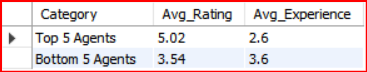 Category Avg_Rating Avg_Experience
Top 5 Agents 5.02 2.6
Bottom 5 Agents 3.54 3.6